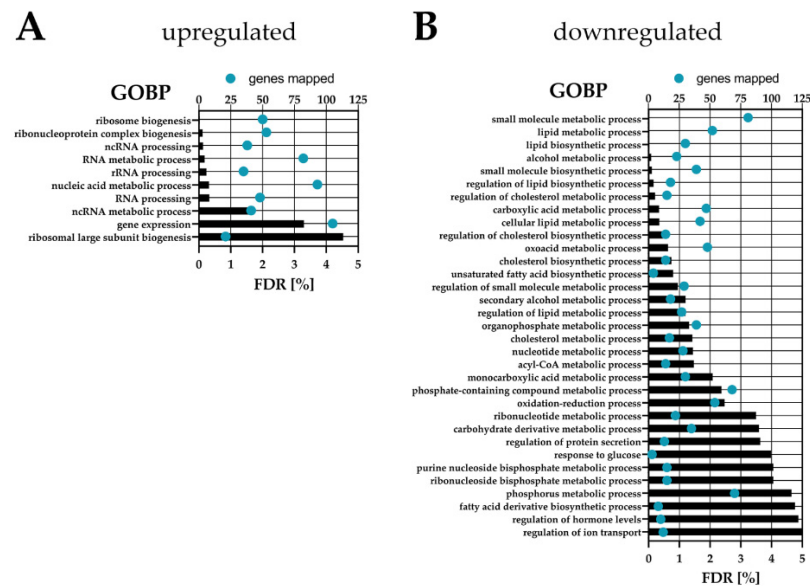 A
upregulated
genes mapped
GOBP
0 25 50 75 100 125
ribosome biogenesis
ribonucleoprotein complex biogenesis
ncRNA processing
RNA metabolic process
rRNA processing
nucleic acid metabolic process
RNA processing
ncRNA metabolic process
gene expression
ribosomal large subunit biogenesis
0 1 2 3 4 5
FDR [%]
B
downregulated
genes mapped
GOBP
0 25 50 75 100 125
small molecule metabolic process
lipid metabolic process
lipid biosynthetic process
alcohol metabolic process
small molecule biosynthetic process
regulation of lipid biosynthetic process
regulation of cholesterol metabolic process
carboxylic acid metabolic process
cellular lipid metabolic process
regulation of cholesterol biosynthetic process
oxoacid metabolic process
cholesterol biosynthetic process
unsaturated fatty acid biosynthetic process
regulation of small molecule metabolic process
secondary alcohol metabolic process
regulation of lipid metabolic process
organophosphate metabolic process
cholesterol metabolic process
nucleotide metabolic process
acyl-CoA metabolic process
monocarboxylic acid metabolic process
phosphate-containing compound metabolic process
oxidation-reduction process
ribonucleotide metabolic process
carbohydrate derivative metabolic process
regulation of protein secretion
response to glucose
purine nucleoside bisphosphate metabolic process
ribonucleoside bisphosphate metabolic process
phosphorus metabolic process
fatty acid derivative biosynthetic process
regulation of hormone levels
regulation of ion transport
0 1 2 3 4 5
FDR [%]